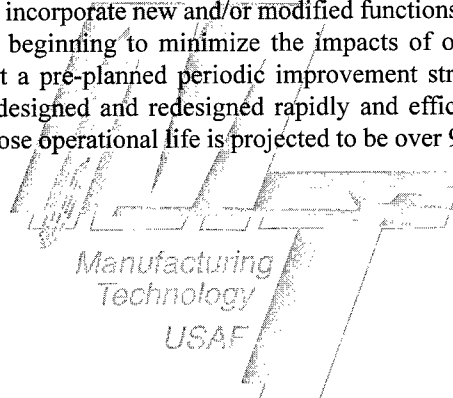 incorporate new and/or modified functions
beginning to minimize the impacts of o
t a pre-planned periodic improvement str
designed and redesigned rapidly and effic
ose operational life is projected to be over 9
Manufacturing
Technology
USAF